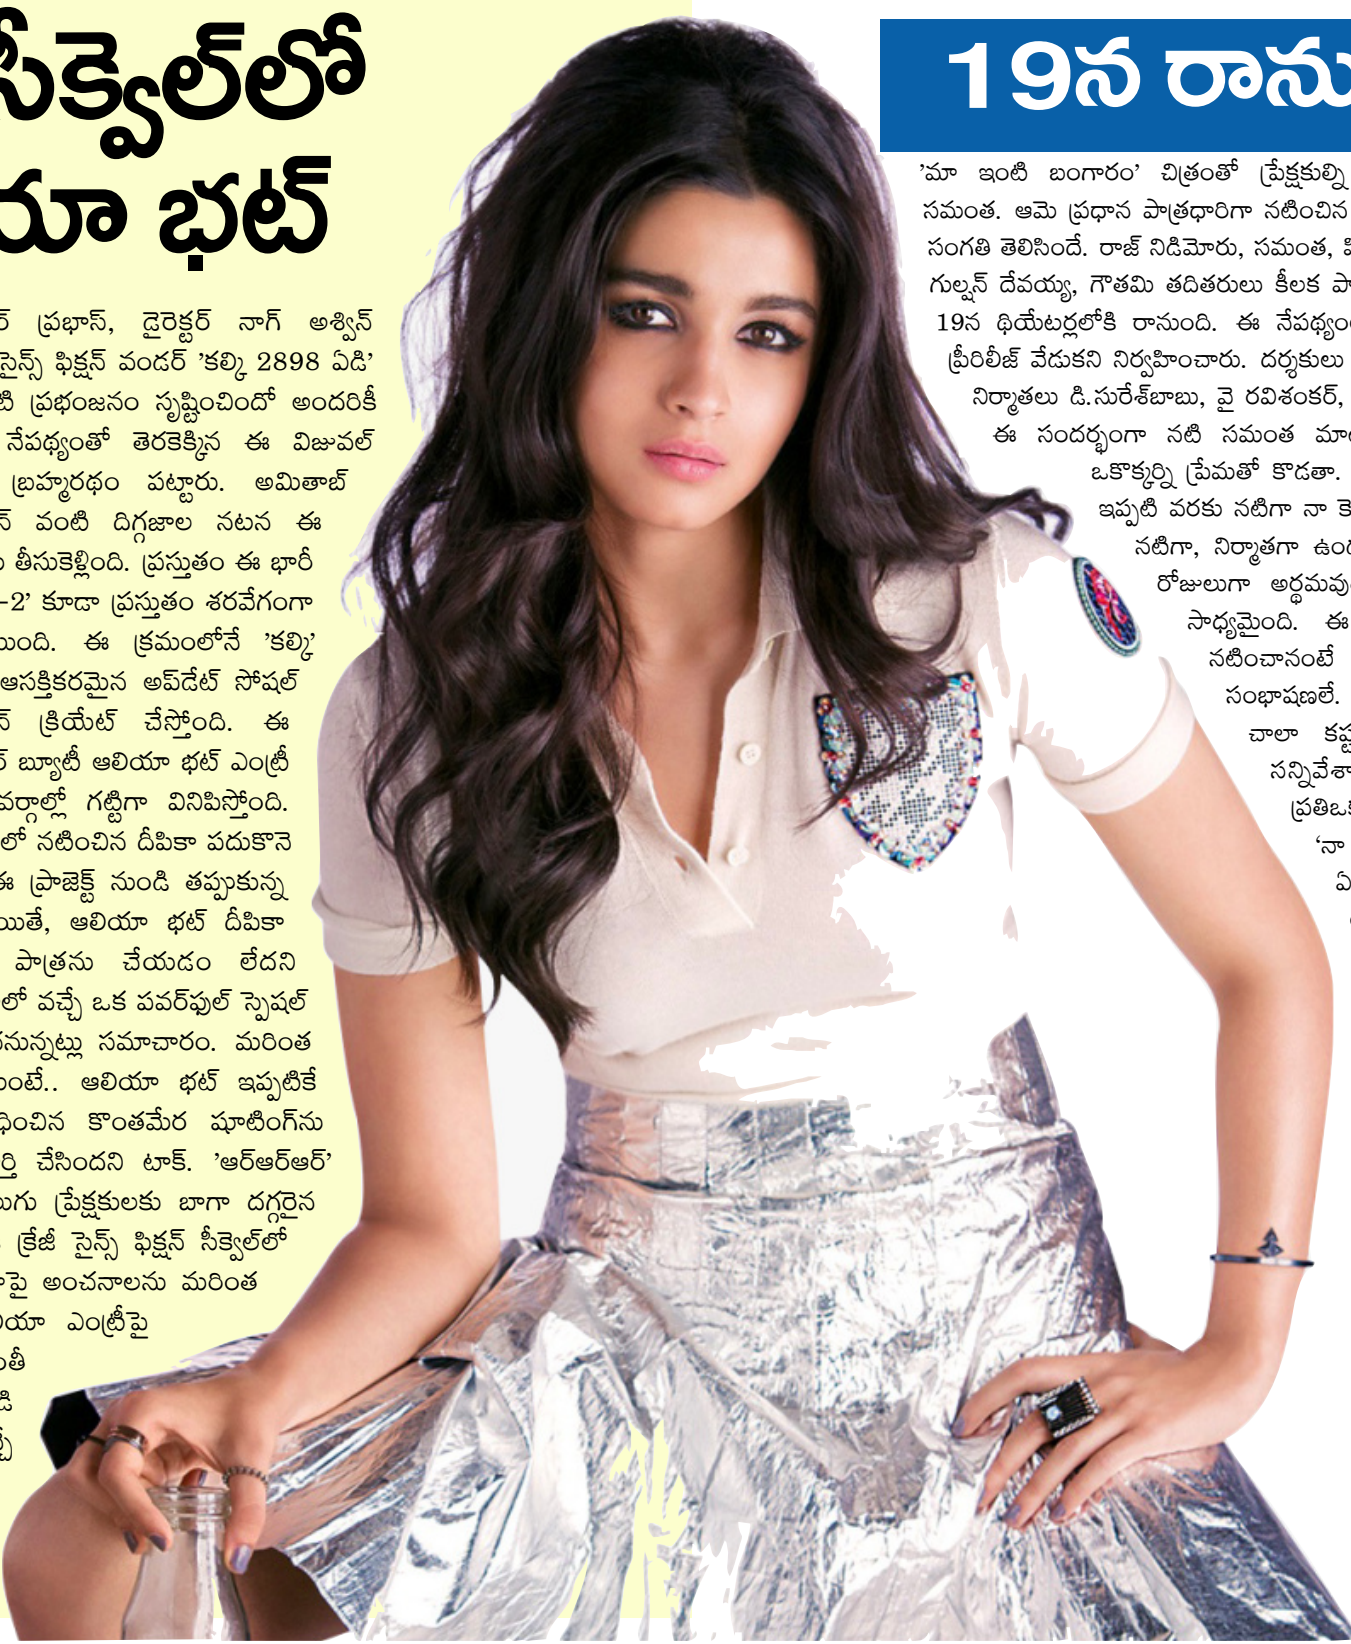 సీక్వెల్‌లో
యా భట్
ప్రభాస్, డైరెక్టర్ నాగ్ అశ్విన్
సైన్స్ ఫిక్షన్ వండర్ 'కల్కి 2898 ఏడి'
ప్రభంజనం సృష్టించిందో అందరికీ
నేపథ్యంతో తెరకెక్కిన ఈ విజువల్
బ్రహ్మరథం పట్టారు. అమితాబ్
వంటి దిగ్గజాల నటన ఈ
తీసుకెళ్లింది. ప్రస్తుతం ఈ భారీ
-2' కూడా ప్రస్తుతం శరవేగంగా
ఈ క్రమంలోనే 'కల్కి'
ఆసక్తికరమైన అప్‌డేట్ సోషల్
క్రియేట్ చేస్తోంది. ఈ
బ్యూటీ ఆలియా భట్ ఎంట్రీ
వర్గాల్లో గట్టిగా వినిపిస్తోంది.
లో నటించిన దీపికా పదుకొనె
ఈ ప్రాజెక్ట్ నుండి తప్పుకున్న
ఆలియా భట్ దీపికా
పాత్రను చేయడం లేదని
లో వచ్చే ఒక పవర్‌ఫుల్ స్పెషల్
సమాచారం. మరింత
ఆలియా భట్ ఇప్పటికే
కొంతమేర షూటింగ్‌ను
చేసిందని టాక్. 'ఆర్ఆర్ఆర్'
ప్రేక్షకులకు బాగా దగ్గరైన
క్రేజీ సైన్స్ ఫిక్షన్ సీక్వెల్‌లో
అంచనాలను మరింత
ఎంట్రీపై
19న రాను
'మా ఇంటి బంగారం' చిత్రంతో ప్రేక్షకుల్ని
సమంత. ఆమె ప్రధాన పాత్రధారిగా నటించిన
సంగతి తెలిసిందే. రాజ్ నిడిమోరు, సమంత,
గుల్షన్ దేవయ్య, గౌతమి తదితరులు కీలక
19న థియేటర్లలోకి రానుంది. ఈ
ప్రీరిలీజ్ వేడుకని నిర్వహించారు. దర్శకులు
నిర్మాతలు డి.సురేశ్‌బాబు, వై రవిశంకర్,
ఈ సందర్భంగా నటి సమంత
ఒకొక్కర్ని ప్రేమతో కొడతా.
ఇప్పటి వరకు నటిగా నా
నటిగా, నిర్మాతగా
రోజులుగా
సాధ్యమైంది. ఈ
నటించానంటే
సంభాషణలే.
చాలా
'నా